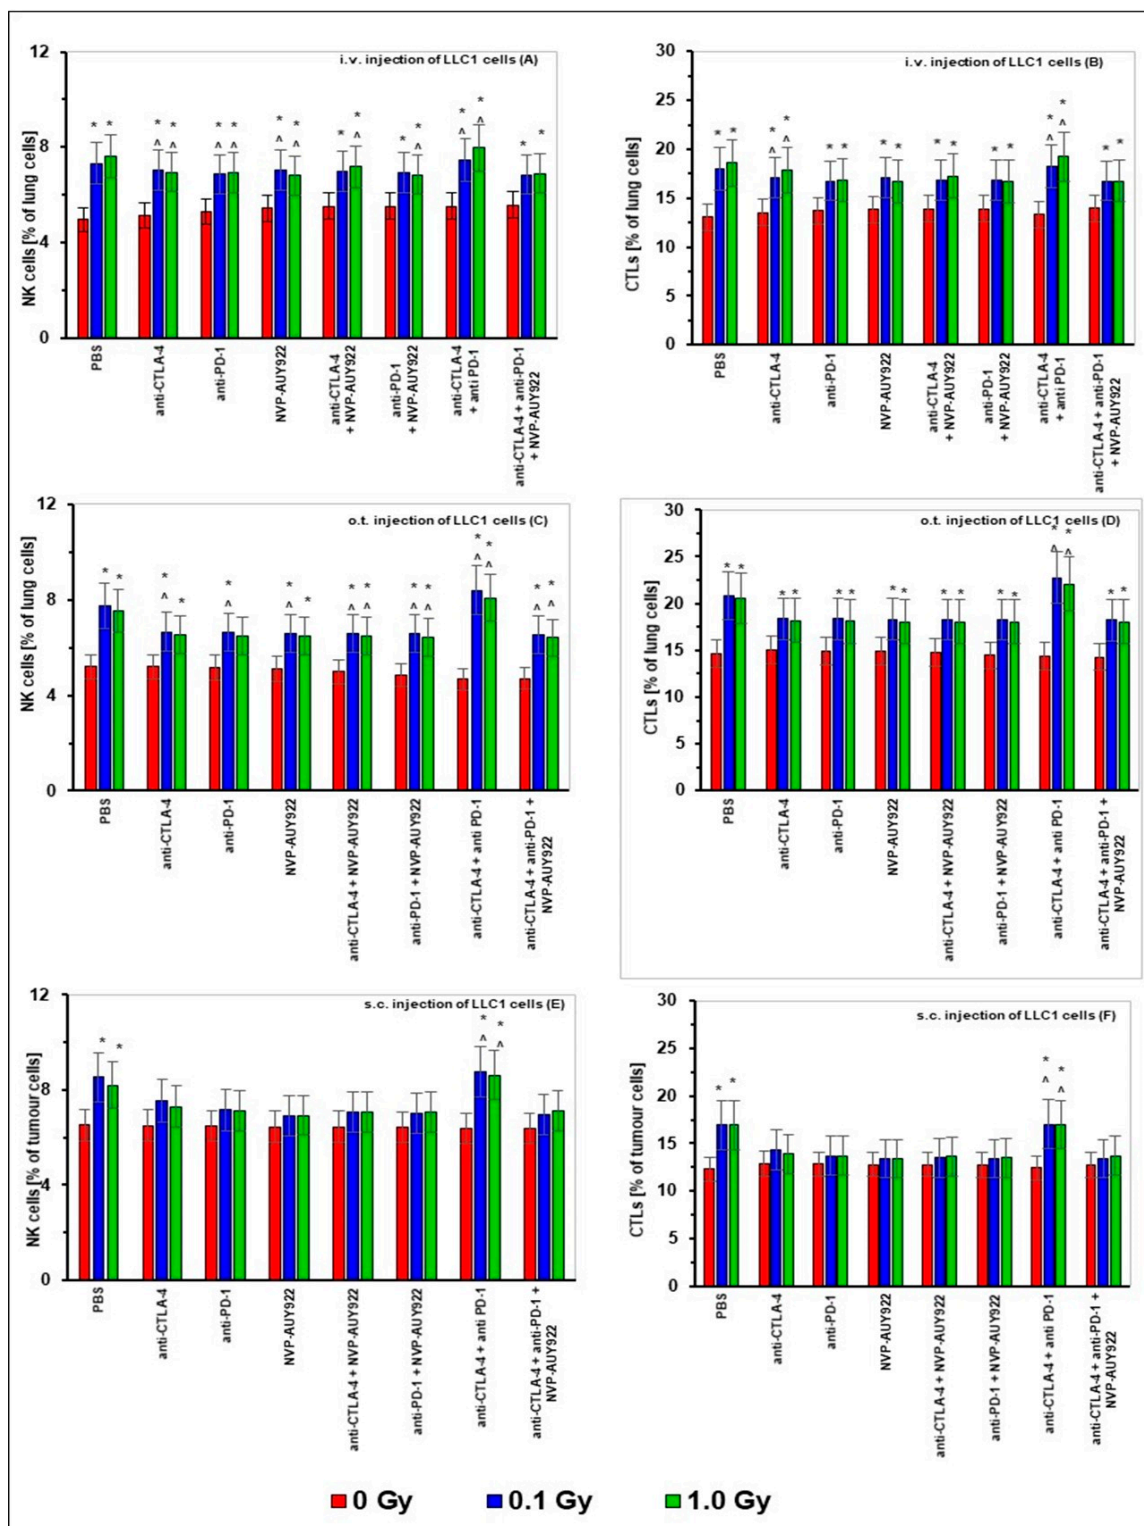 i.v. injection of LLC1 cells (A)
NK cells [% of lung cells]
12
8
4
0
* * * * * * * * * * * * * * * *
^ ^ ^ ^ ^ ^ ^ ^ ^ ^
PBS
anti-CTLA-4
anti-PD-1
NVP-AUY922
anti-CTLA-4
+ NVP-AUY922
anti-PD-1
+ NVP-AUY922
anti-CTLA-4
+ anti PD-1
anti-CTLA-4 + anti-PD-1
+ NVP-AUY922
i.v. injection of LLC1 cells (B)
CTLs [% of lung cells]
30
25
20
15
10
5
0
* * * * * * * * * * * * * * * *
^ ^ ^ ^
PBS
anti-CTLA-4
anti-PD-1
NVP-AUY922
anti-CTLA-4
+ NVP-AUY922
anti-PD-1
+ NVP-AUY922
anti-CTLA-4
+ anti PD-1
anti-CTLA-4 + anti-PD-1
+ NVP-AUY922
o.t. injection of LLC1 cells (C)
NK cells [% of lung cells]
12
8
4
0
* * * * * * * * * * * * * * *
^ ^ ^ ^ ^ ^ ^ ^ ^ ^ ^
PBS
anti-CTLA-4
anti-PD-1
NVP-AUY922
anti-CTLA-4 + NVP-AUY922
anti-PD-1 + NVP-AUY922
anti-CTLA-4 + anti PD-1
anti-CTLA-4 + anti-PD-1 +
NVP-AUY922
o.t. injection of LLC1 cells (D)
CTLs [% of lung cells]
30
25
20
15
10
5
0
* * * * * * * * * * * * * * * *
^ ^
PBS
anti-CTLA-4
anti-PD-1
NVP-AUY922
anti-CTLA-4 + NVP-AUY922
anti-PD-1 + NVP-AUY922
anti-CTLA-4 + anti PD-1
anti-CTLA-4 + anti-PD-1 +
NVP-AUY922
s.c. injection of LLC1 cells (E)
NK cells [% of tumour cells]
12
8
4
0
* * * *
^ ^
PBS
anti-CTLA-4
anti-PD-1
NVP-AUY922
anti-CTLA-4 + NVP-AUY922
anti-PD-1 + NVP-AUY922
anti-CTLA-4 + anti PD-1
anti-CTLA-4 + anti-PD-1 +
NVP-AUY922
s.c. injection of LLC1 cells (F)
CTLs [% of tumour cells]
30
25
20
15
10
5
0
* * * *
^ ^
PBS
anti-CTLA-4
anti-PD-1
NVP-AUY922
anti-CTLA-4 + NVP-AUY922
anti-PD-1 + NVP-AUY922
anti-CTLA-4 + anti PD-1
anti-CTLA-4 + anti-PD-1 +
NVP-AUY922
0 Gy 0.1 Gy 1.0 Gy